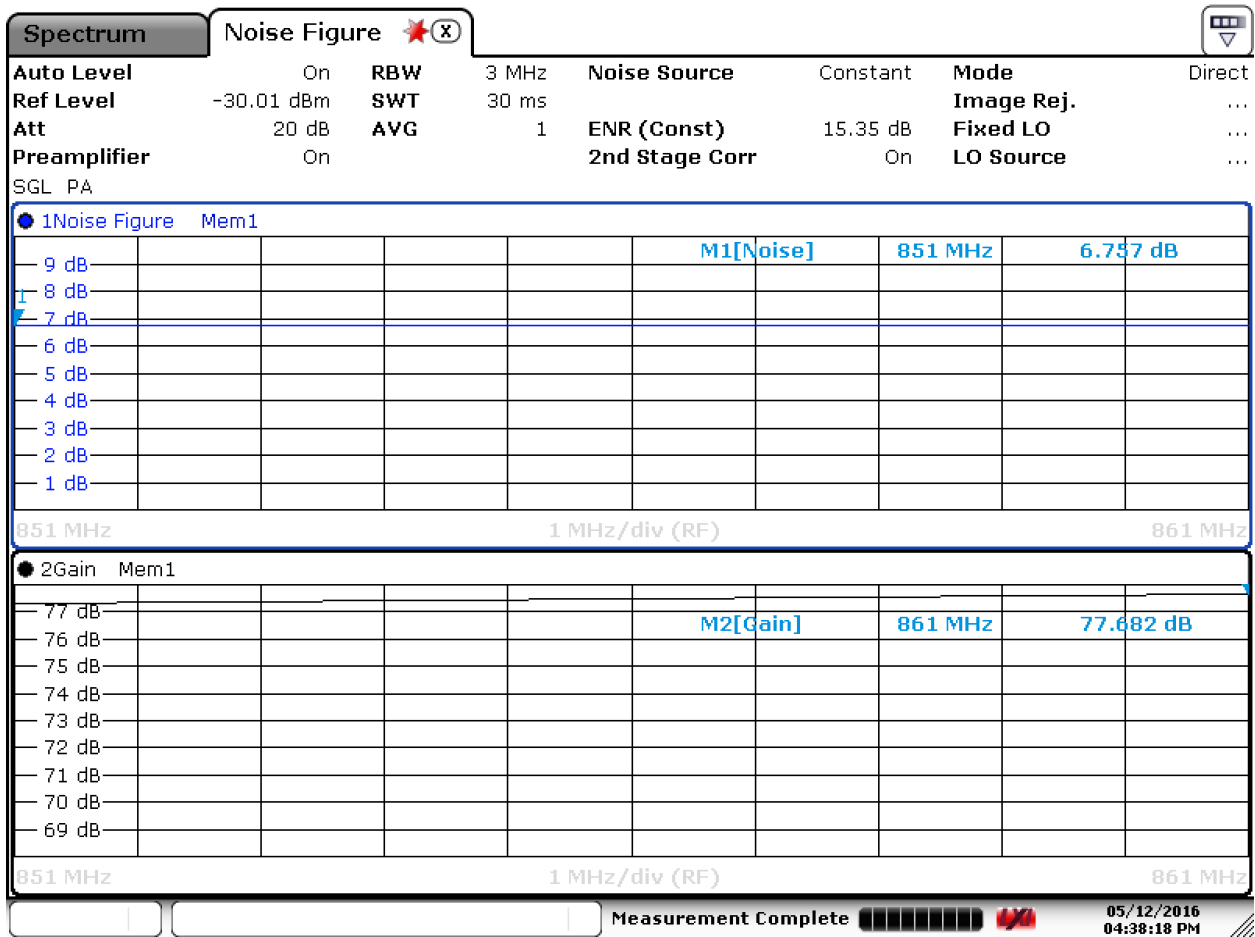 Spectrum Noise Figure X
Auto Level On RBW 3 MHz Noise Source Constant Mode Direct
Ref Level -30.01 dBm SWT 30 ms Image Rej. ...
Att 20 dB AVG 1 ENR (Const) 15.35 dB Fixed LO ...
Preamplifier On 2nd Stage Corr On LO Source ...
SGL PA
1Noise Figure Mem1
M1[Noise] 851 MHz 6.757 dB
9 dB
1
8 dB
7 dB
6 dB
5 dB
4 dB
3 dB
2 dB
1 dB
851 MHz 1 MHz/div (RF) 861 MHz
2Gain Mem1
77 dB
M2[Gain] 861 MHz 77.682 dB
76 dB
75 dB
74 dB
73 dB
72 dB
71 dB
70 dB
69 dB
851 MHz 1 MHz/div (RF) 861 MHz
Measurement Complete LXI 05/12/2016
04:38:18 PM